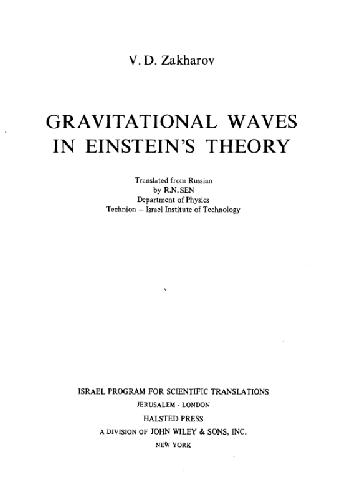 V. D. Zakharov
GRAVITATIONAL WAVES
IN EINSTEIN'S THEORY
Translated from Russian
by R.N. SEN
Department of Physics
Technion – Israel Institute of Technology
ISRAEL PROGRAM FOR SCIENTIFIC TRANSLATIONS
JERUSALEM · LONDON
HALSTED PRESS
A DIVISION OF JOHN WILEY & SONS, INC.
NEW YORK